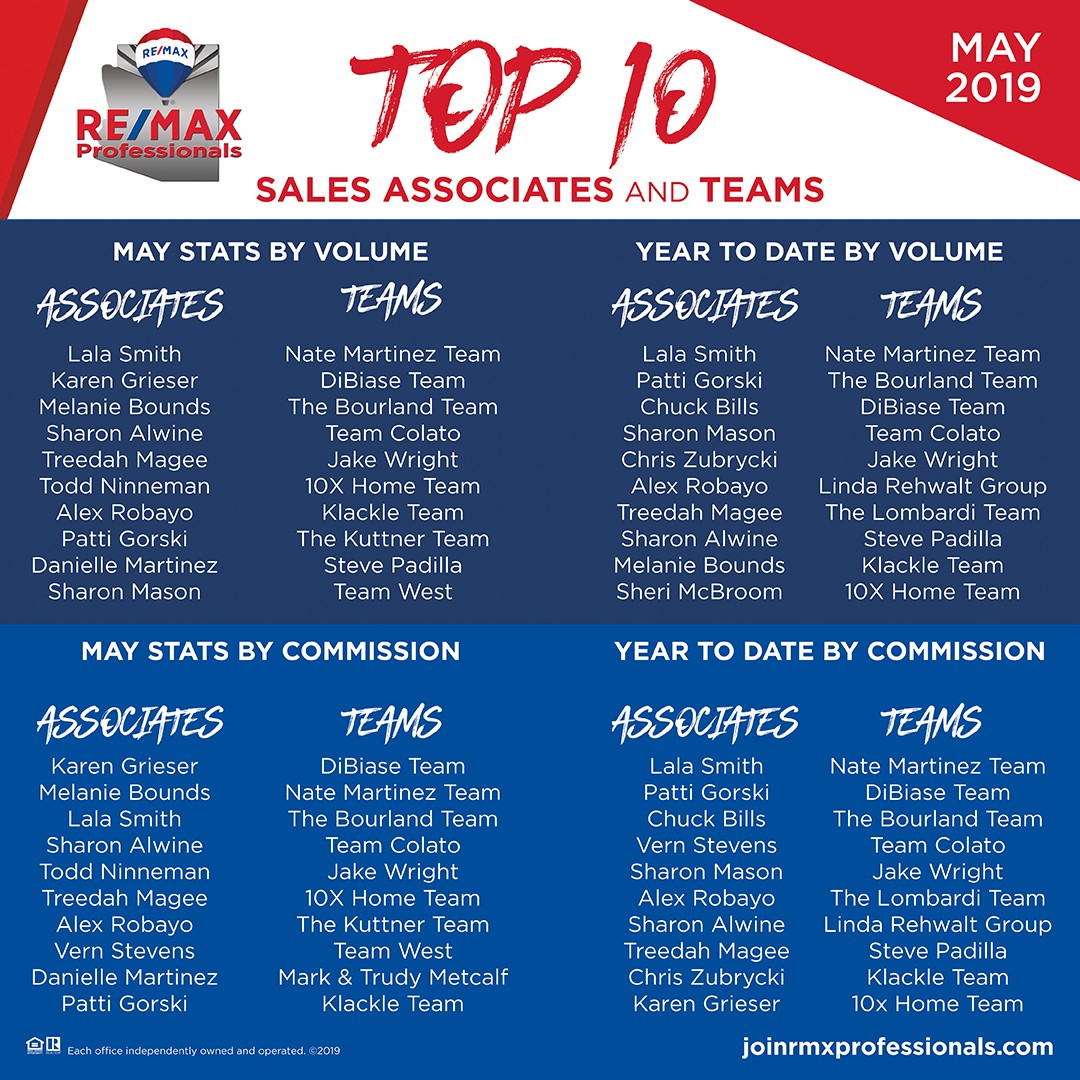 RE/MAX
RE/MAX
Professionals
TOP 10
MAY
2019
SALES ASSOCIATES AND TEAMS
MAY STATS BY VOLUME
ASSOCIATES
Lala Smith
Karen Grieser
Melanie Bounds
Sharon Alwine
Treedah Magee
Todd Ninneman
Alex Robayo
Patti Gorski
Danielle Martinez
Sharon Mason
TEAMS
Nate Martinez Team
DiBiase Team
The Bourland Team
Team Colato
Jake Wright
10X Home Team
Klackle Team
The Kuttner Team
Steve Padilla
Team West
YEAR TO DATE BY VOLUME
ASSOCIATES
Lala Smith
Patti Gorski
Chuck Bills
Sharon Mason
Chris Zubrycki
Alex Robayo
Treedah Magee
Sharon Alwine
Melanie Bounds
Sheri McBroom
TEAMS
Nate Martinez Team
The Bourland Team
DiBiase Team
Team Colato
Jake Wright
Linda Rehwalt Group
The Lombardi Team
Steve Padilla
Klackle Team
10X Home Team
MAY STATS BY COMMISSION
ASSOCIATES
Karen Grieser
Melanie Bounds
Lala Smith
Sharon Alwine
Todd Ninneman
Treedah Magee
Alex Robayo
Vern Stevens
Danielle Martinez
Patti Gorski
TEAMS
DiBiase Team
Nate Martinez Team
The Bourland Team
Team Colato
Jake Wright
10X Home Team
The Kuttner Team
Team West
Mark & Trudy Metcalf
Klackle Team
YEAR TO DATE BY COMMISSION
ASSOCIATES
Lala Smith
Patti Gorski
Chuck Bills
Vern Stevens
Sharon Mason
Alex Robayo
Sharon Alwine
Treedah Magee
Chris Zubrycki
Karen Grieser
TEAMS
Nate Martinez Team
DiBiase Team
The Bourland Team
Team Colato
Jake Wright
The Lombardi Team
Linda Rehwalt Group
Steve Padilla
Klackle Team
10x Home Team
Each office independently owned and operated. ©2019
joinrmxprofessionals.com